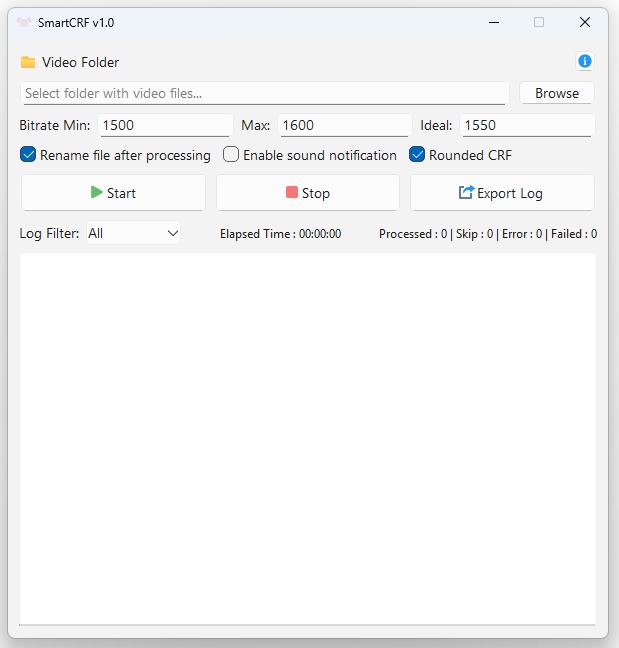 SmartCRF v1.0
Video Folder
Select folder with video files...
Browse
Bitrate Min: 1500 Max: 1600 Ideal: 1550
Rename file after processing Enable sound notification Rounded CRF
Start Stop Export Log
Log Filter: All Elapsed Time : 00:00:00 Processed : 0 | Skip : 0 | Error : 0 | Failed : 0